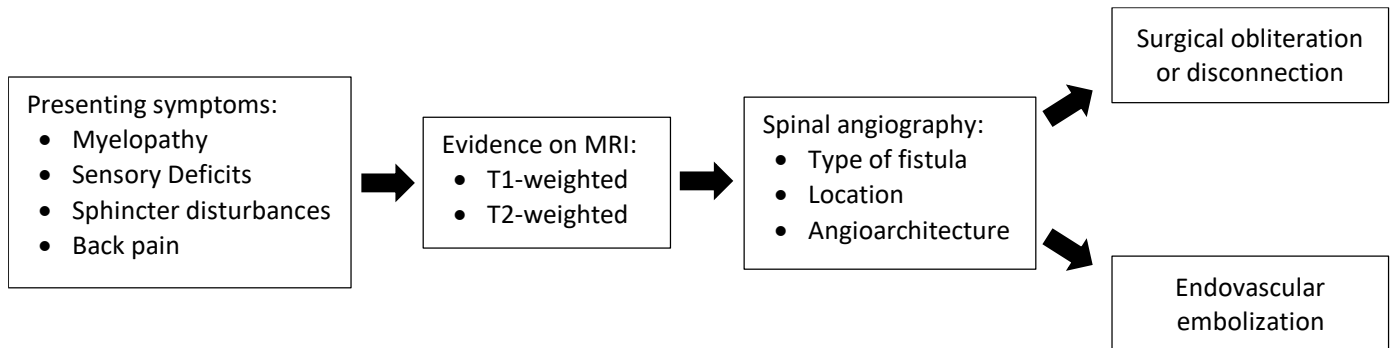 Presenting symptoms:
• Myelopathy
• Sensory Deficits
• Sphincter disturbances
• Back pain
Evidence on MRI:
• T1-weighted
• T2-weighted
Spinal angiography:
• Type of fistula
• Location
• Angioarchitecture
Surgical obliteration
or disconnection
Endovascular
embolization